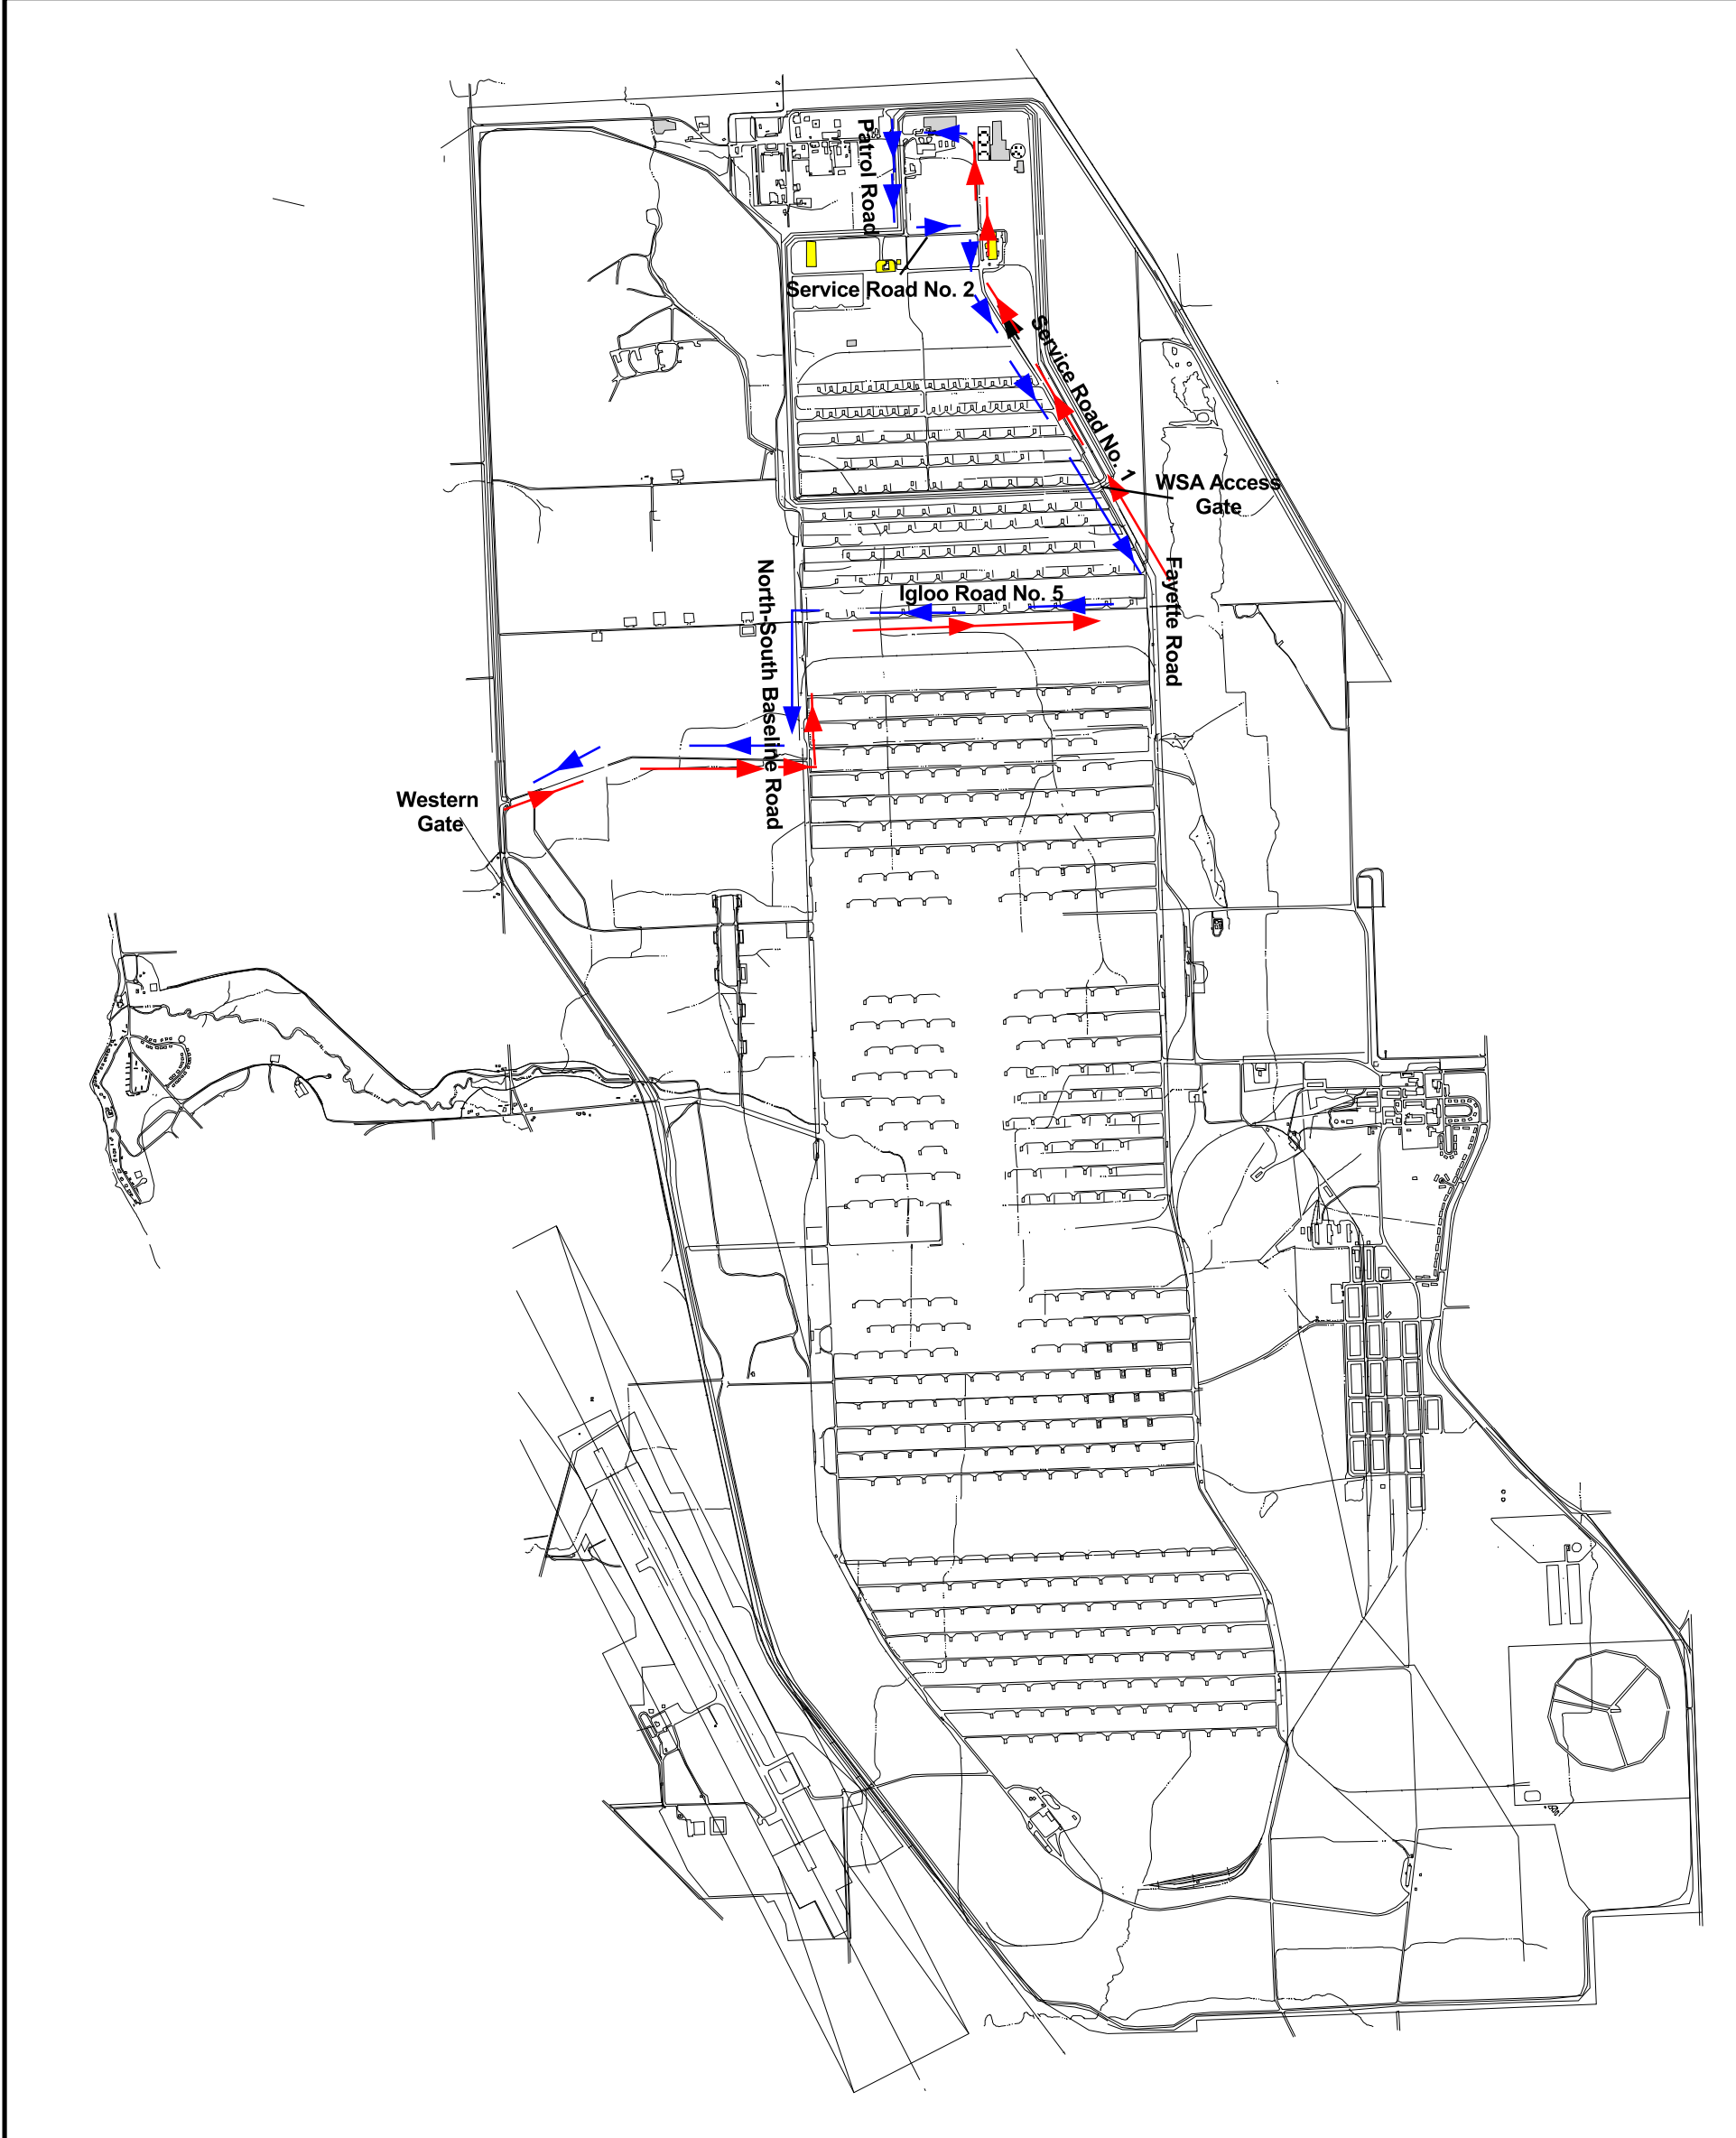 Patrol Road
Service Road No. 2
Service Road No. 1
WSA Access
Gate
Igloo Road No. 5
Fayette Road
North-South Baseline Road
Western
Gate